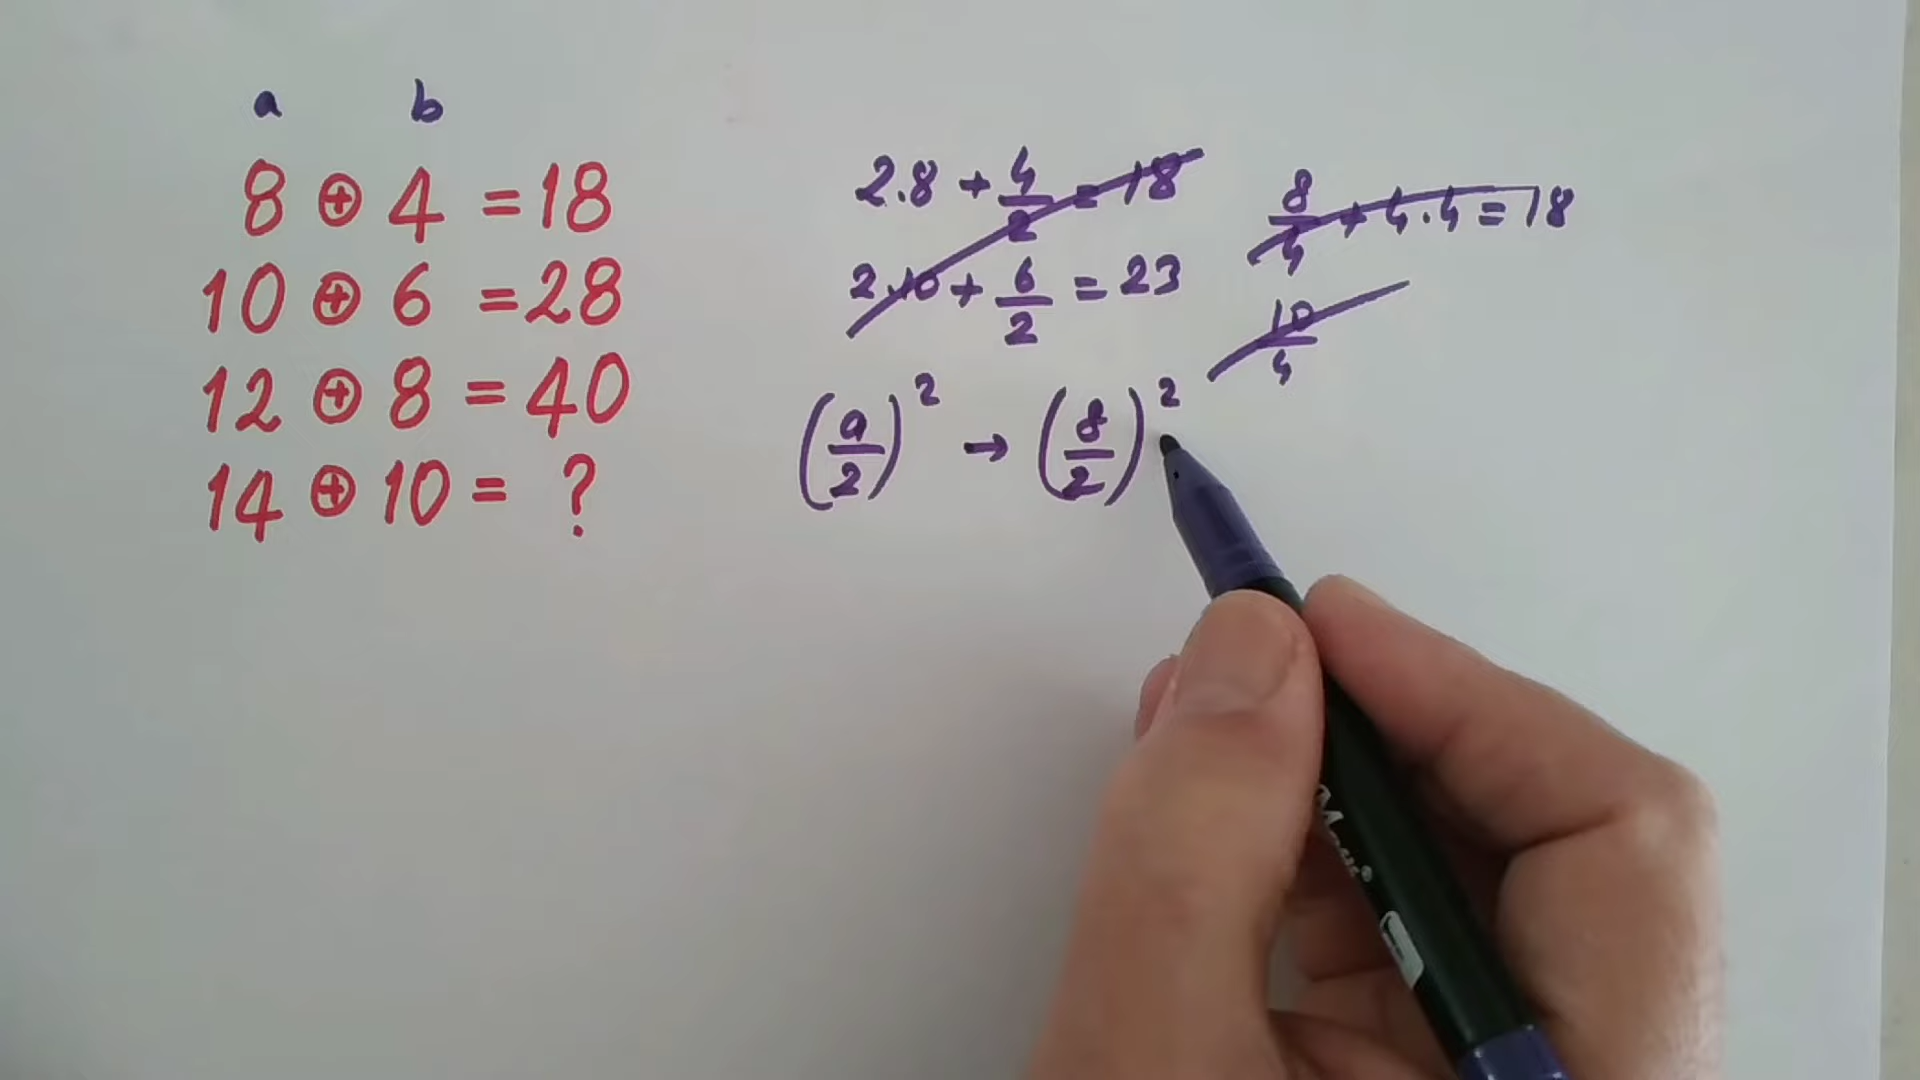 a b
8 ⊕ 4 = 18
10 ⊕ 6 = 28
12 ⊕ 8 = 40
14 ⊕ 10 = ?
2.8 + 4/2 = 18
2.10 + 6/2 = 23
8/4 + 4.4 = 18
10/4
(a/2)² → (8/2)²